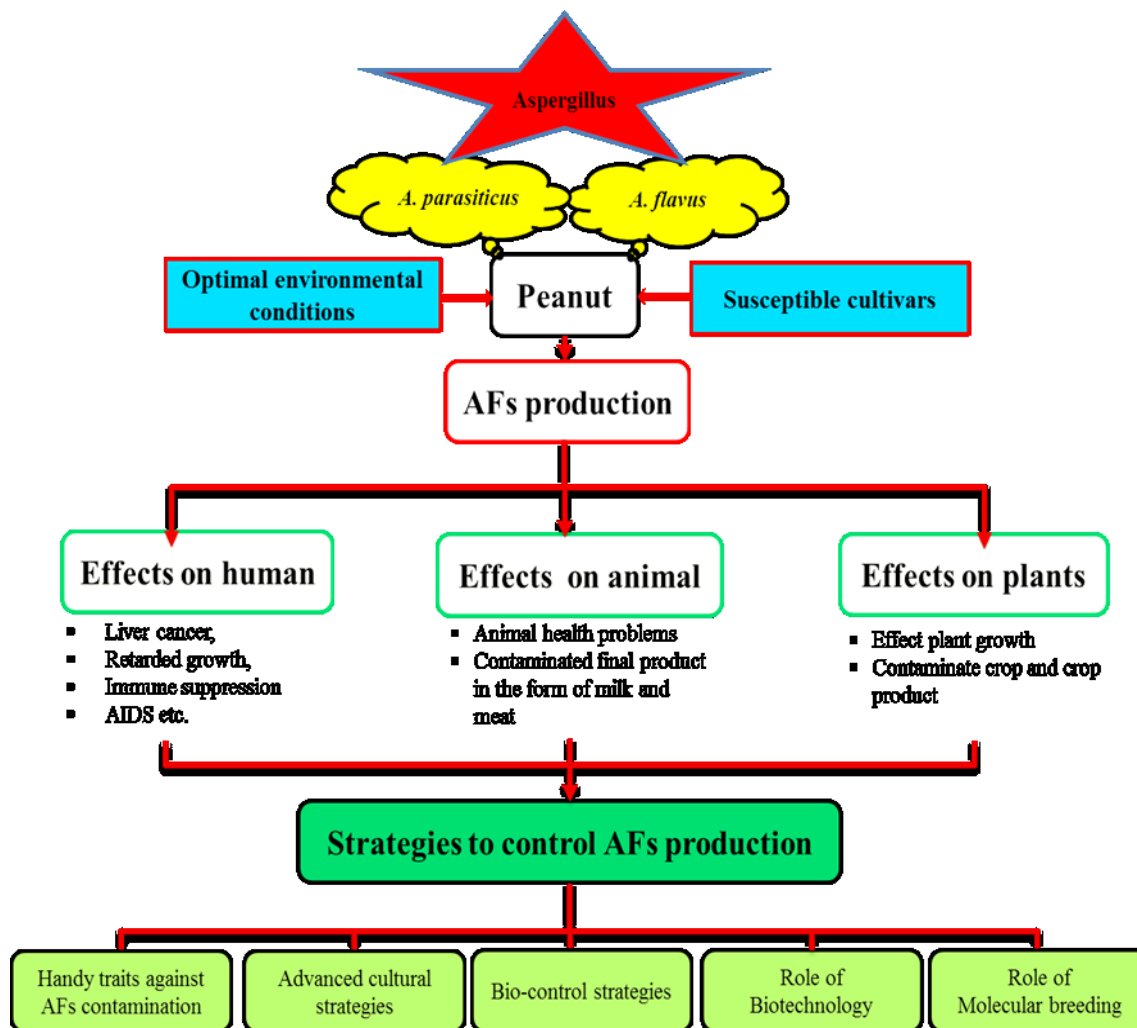 Aspergillus
A. parasiticus
A. flavus
Optimal environmental
conditions
Peanut
Susceptible cultivars
AFs production
Effects on human
▪ Liver cancer,
▪ Retarded growth,
▪ Immune suppression
▪ AIDS etc.
Effects on animal
▪ Animal health problems
▪ Contaminated final product
in the form of milk and
meat
Effects on plants
▪ Effect plant growth
▪ Contaminate crop and crop
product
Strategies to control AFs production
Handy traits against
AFs contamination
Advanced cultural
strategies
Bio-control strategies
Role of
Biotechnology
Role of
Molecular breeding